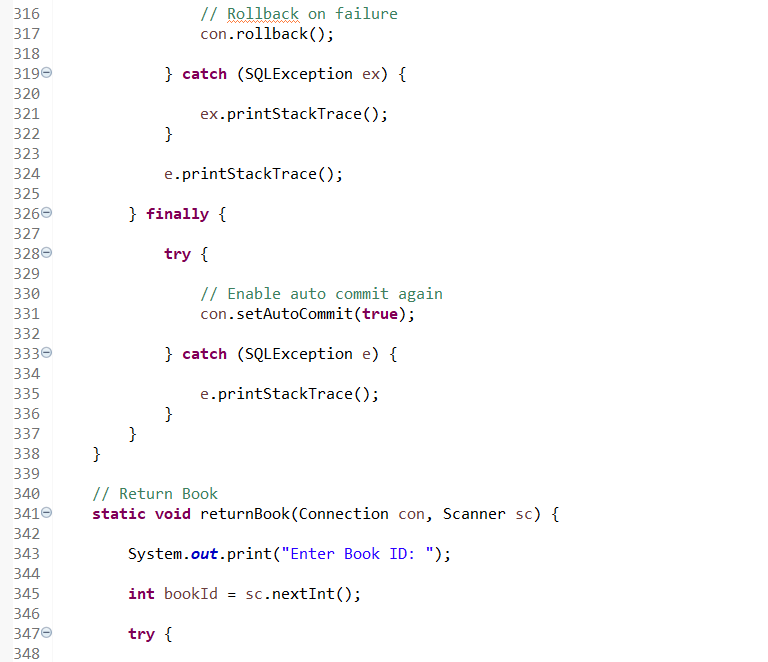 316 // Rollback on failure
317 con.rollback();
318
319 } catch (SQLException ex) {
320
321 ex.printStackTrace();
322 }
323
324 e.printStackTrace();
325
326 } finally {
327
328 try {
329
330 // Enable auto commit again
331 con.setAutoCommit(true);
332
333 } catch (SQLException e) {
334
335 e.printStackTrace();
336 }
337 }
338 }
339
340 // Return Book
341 static void returnBook(Connection con, Scanner sc) {
342
343 System.out.print("Enter Book ID: ");
344
345 int bookId = sc.nextInt();
346
347 try {
348